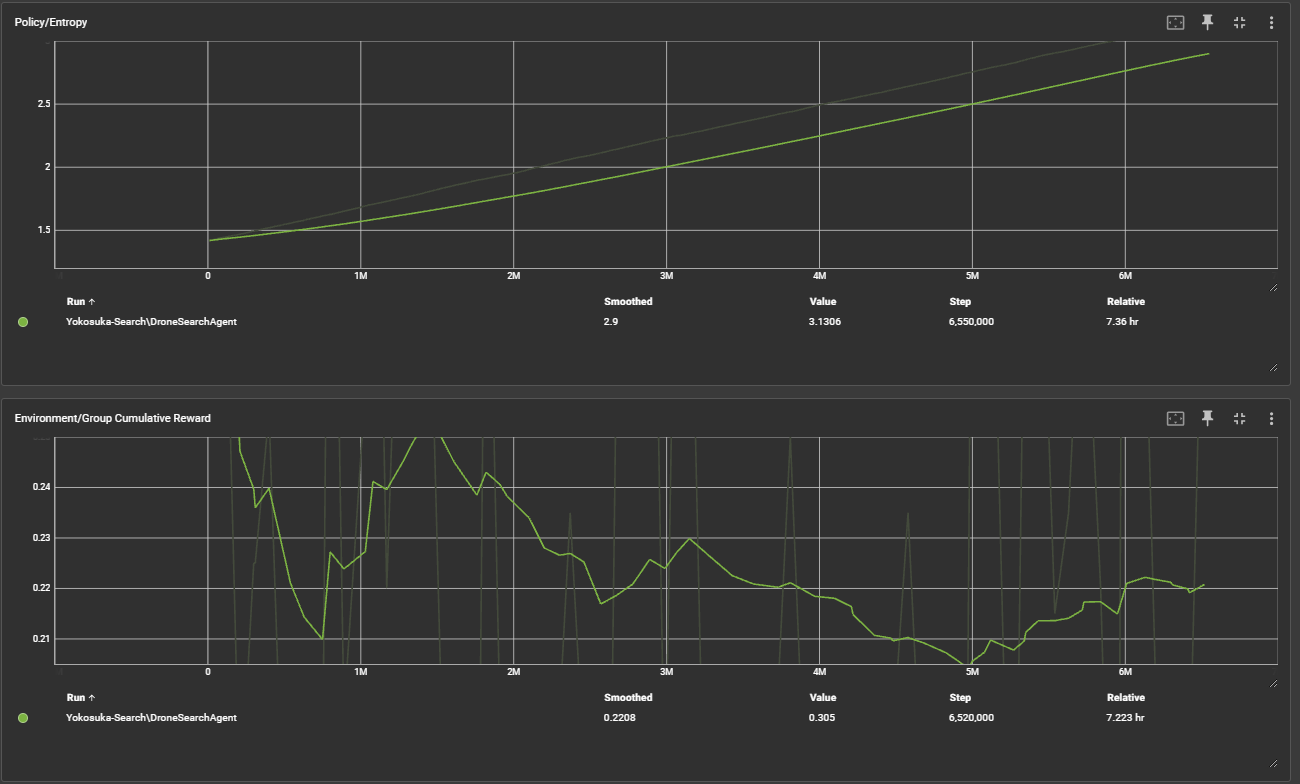 Policy/Entropy
2.5
2
1.5
0 1M 2M 3M 4M 5M 6M
Run ↑ Smoothed Value Step Relative
Yokosuka-Search\DroneSearchAgent 2.9 3.1306 6,550,000 7.36 hr
Environment/Group Cumulative Reward
0.24
0.23
0.22
0.21
0 1M 2M 3M 4M 5M 6M
Run ↑ Smoothed Value Step Relative
Yokosuka-Search\DroneSearchAgent 0.2208 0.305 6,520,000 7.223 hr